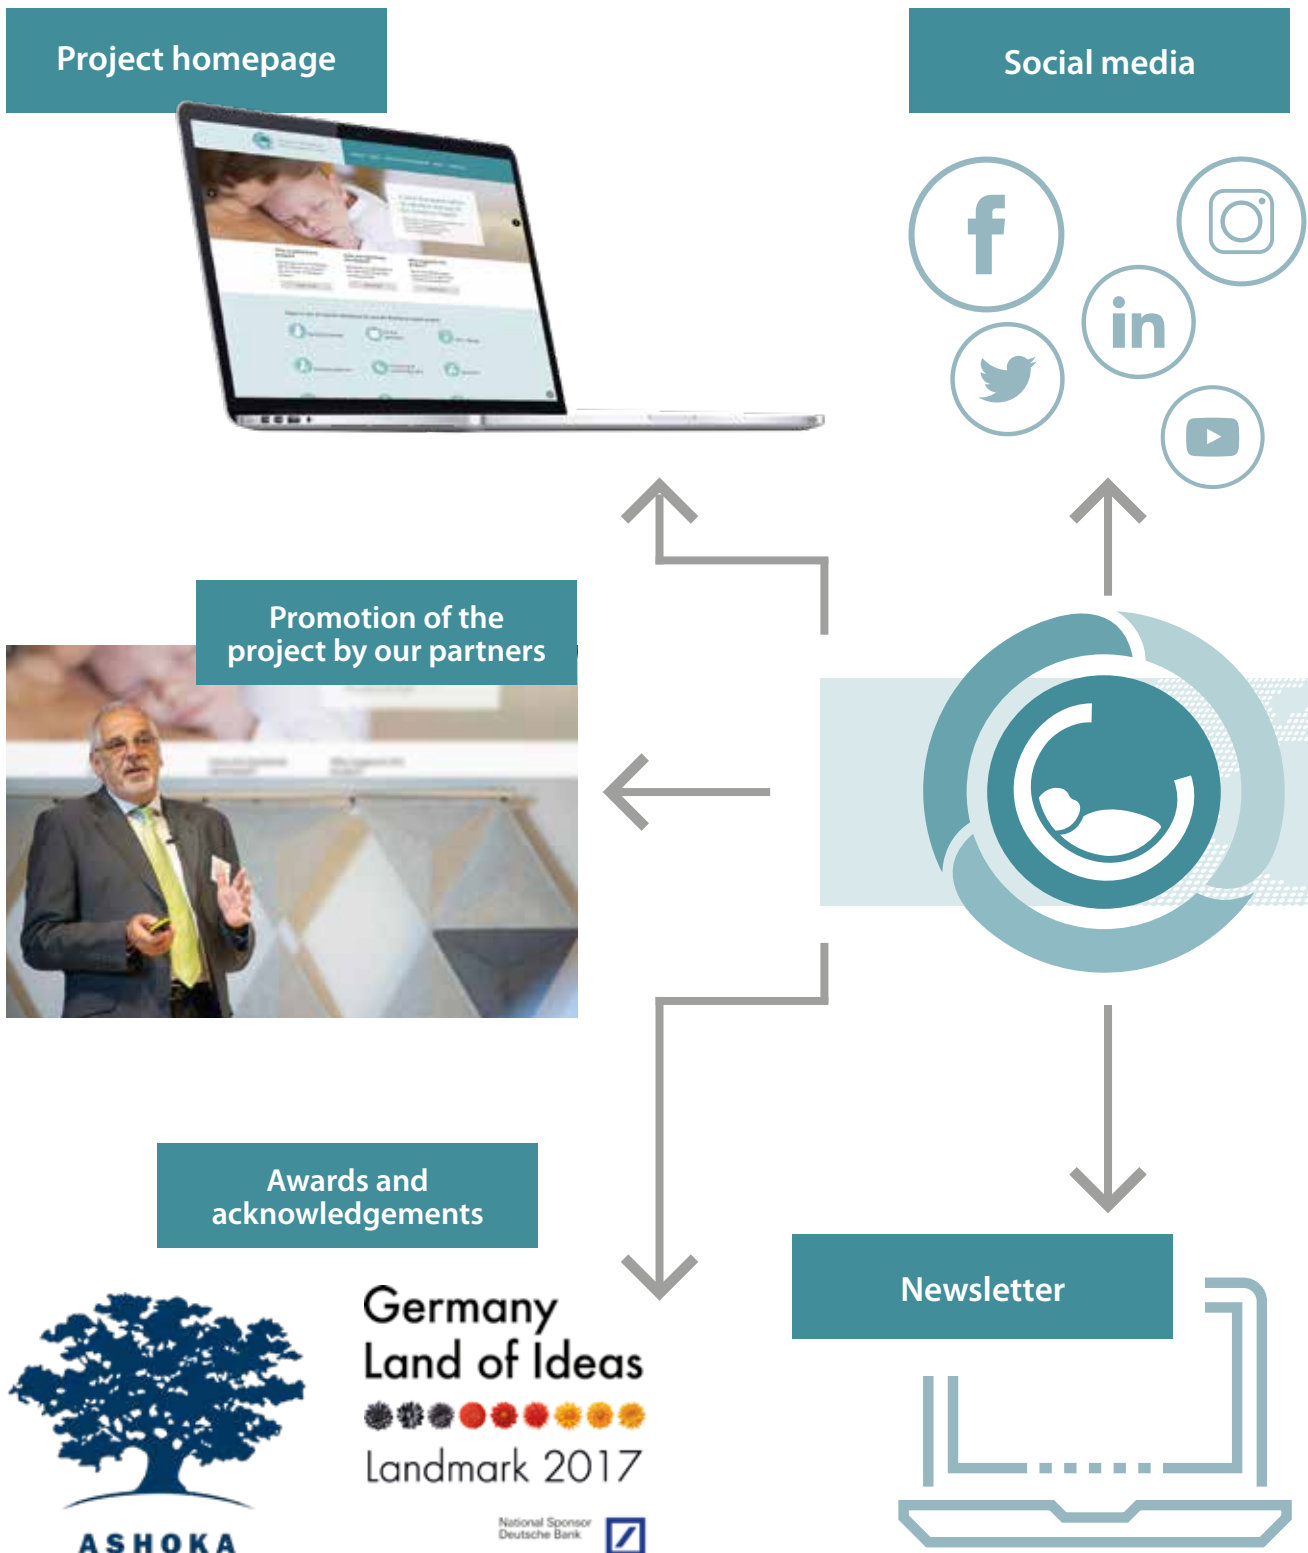 Project homepage
Social media
f
in
Promotion of the
project by our partners
Awards and
acknowledgements
Newsletter
Germany
Land of Ideas
Landmark 2017
National Sponsor
Deutsche Bank
ASHOKA